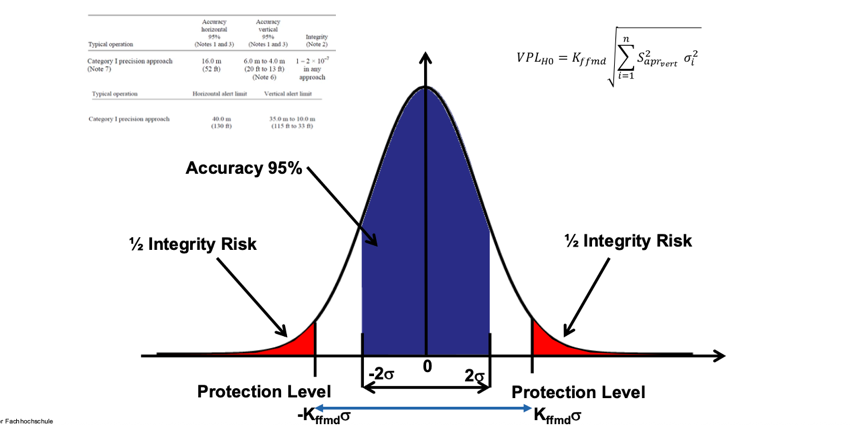 Accuracy horizontal 95% (Notes 1 and 3)
Accuracy vertical 95% (Notes 1 and 3)
Integrity (Note 2)
Typical operation
Category I precision approach (Note 7)
16.0 m (52 ft)
6.0 m to 4.0 m (20 ft to 13 ft) (Note 6)
1 – 2 · 10⁻⁷ in any approach
Typical operation Horizontal alert limit Vertical alert limit
Category I precision approach
40.0 m (130 ft)
35.0 m to 10.0 m (115 ft to 33 ft)
VPL_H0 = K_ffmd √ ∑ n i=1 S²_apr_vert σ²_i
Accuracy 95%
½ Integrity Risk
½ Integrity Risk
-2σ
0
2σ
Protection Level
Protection Level
-K_ffmdσ
K_ffmdσ
r Fachhochschule